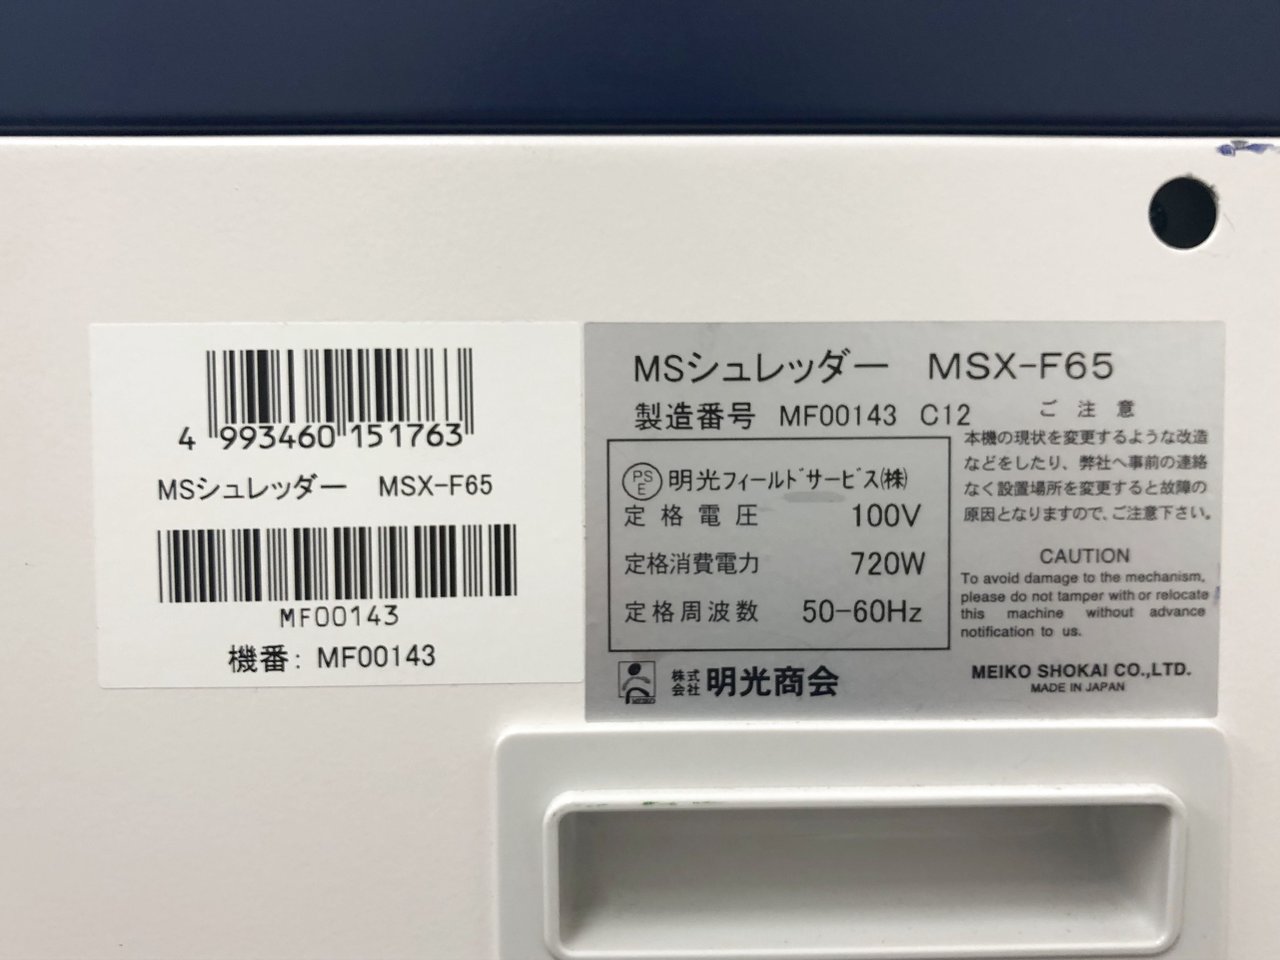 4 993460 151763
MSシュレッダー MSX-F65
MF00143
機番: MF00143
MSシュレッダー MSX-F65
製造番号 MF00143 C12
PS
E
明光フィールドサービス(株)
定格電圧 100V
定格消費電力 720W
定格周波数 50-60Hz
ご注意
本機の現状を変更するような改造
などをしたり、弊社へ事前の連絡
なく設置場所を変更すると故障の
原因となりますので、ご注意下さい。
CAUTION
To avoid damage to the mechanism,
please do not tamper with or relocate
this machine without advance
notification to us.
株式
会社 明光商会
MEIKO SHOKAI CO.,LTD.
MADE IN JAPAN